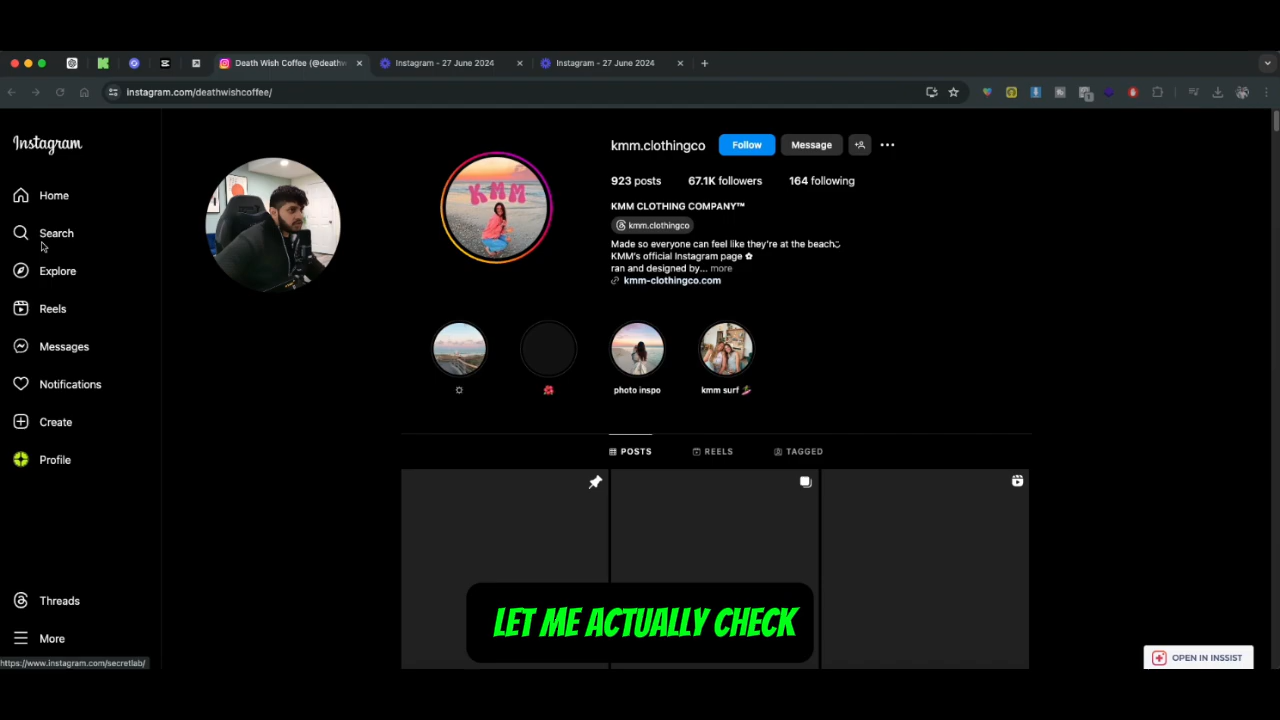 Death Wish Coffee (@deathw
Instagram - 27 June 2024
Instagram - 27 June 2024
instagram.com/deathwishcoffee/
Instagram
Home
Search
Explore
Reels
Messages
Notifications
Create
Profile
Threads
More
https://www.instagram.com/secretlab/
kmm.clothingco
Follow
Message
923 posts 67.1K followers 164 following
KMM CLOTHING COMPANY™
kmm.clothingco
Made so everyone can feel like they're at the beach
KMM's official Instagram page ✿
ran and designed by... more
kmm-clothingco.com
KMM
photo inspo
kmm surf
POSTS
REELS
TAGGED
LET ME ACTUALLY CHECK
OPEN IN INSSIST